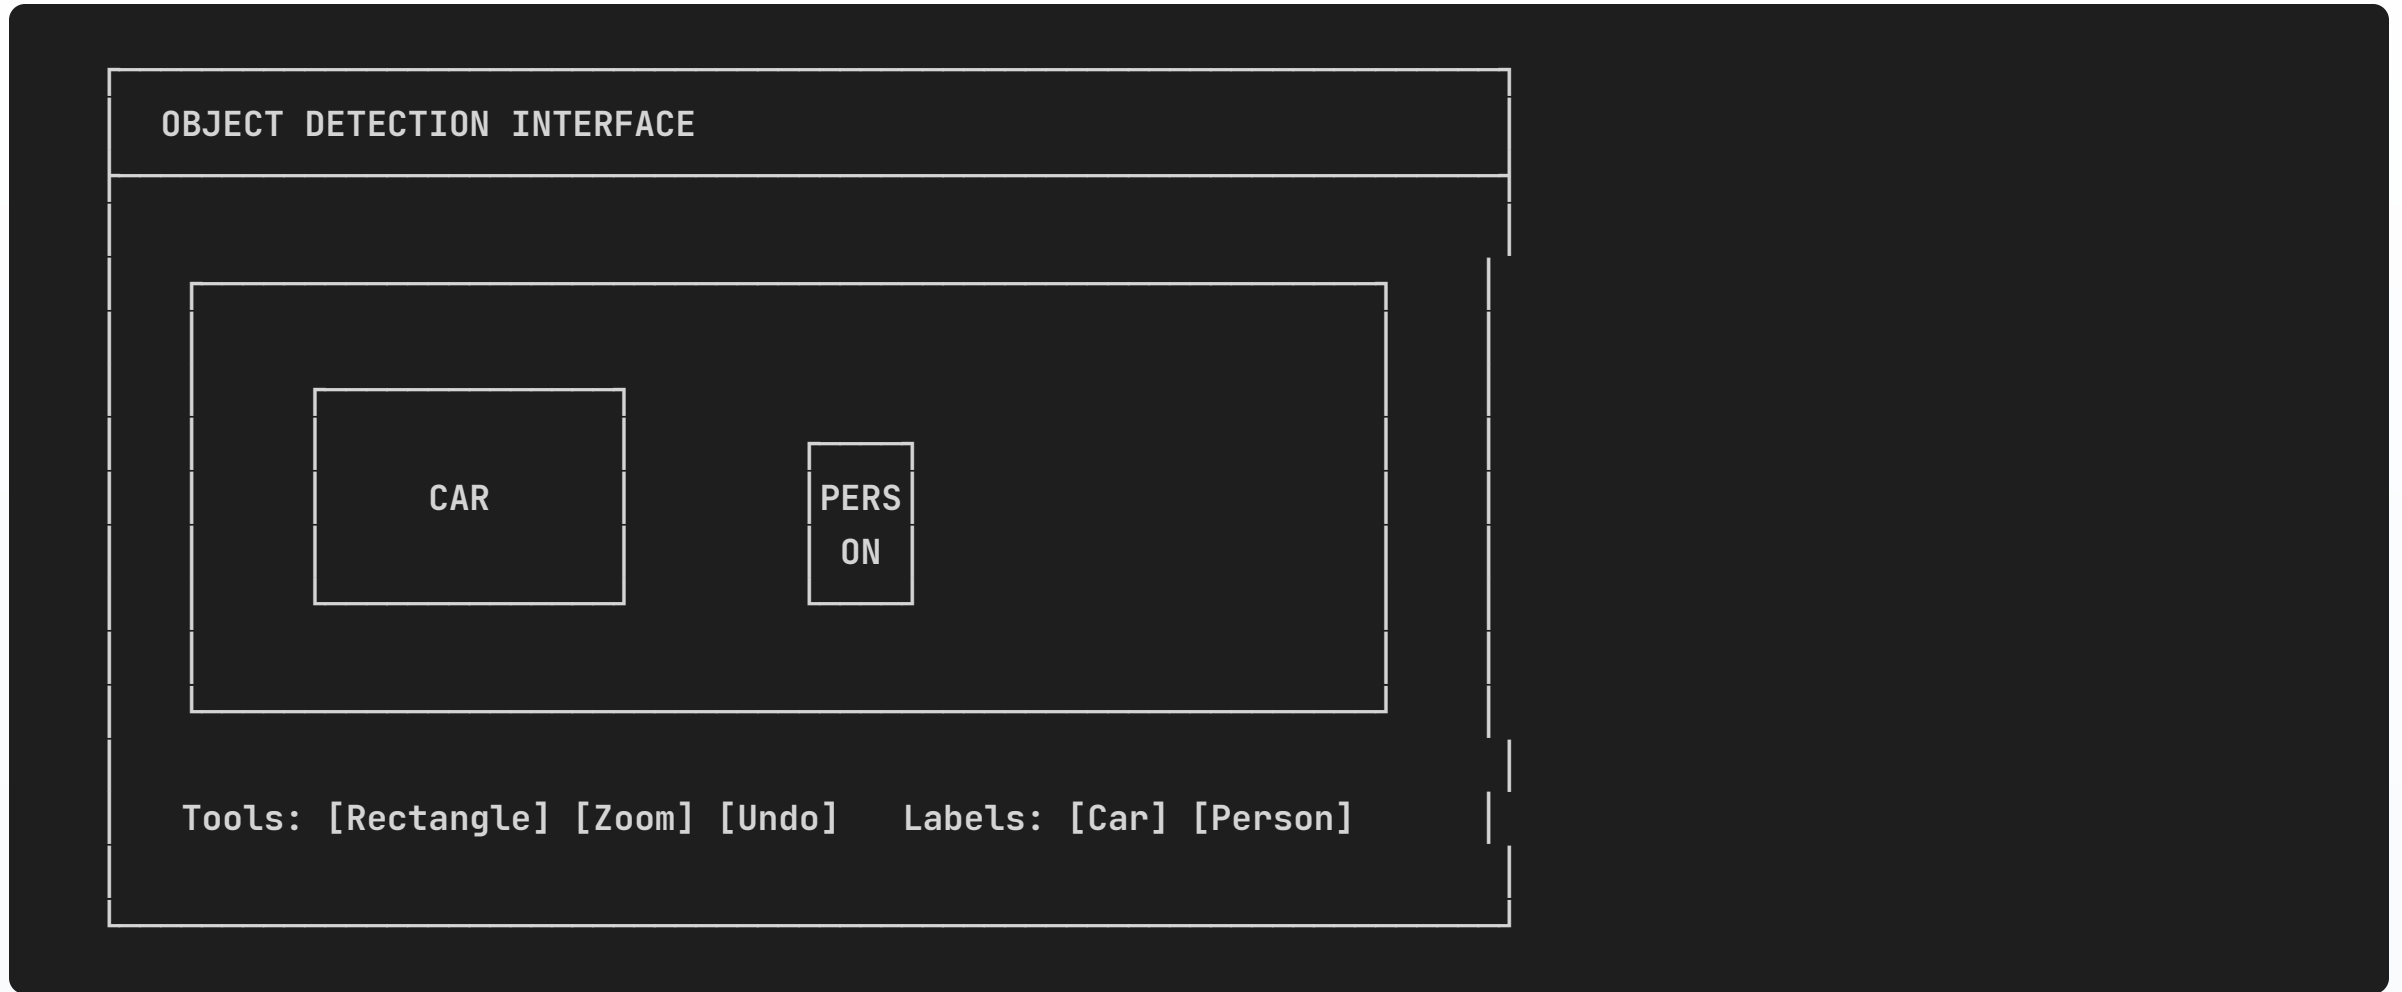 OBJECT DETECTION INTERFACE
CAR
PERS
ON
Tools: [Rectangle] [Zoom] [Undo]   Labels: [Car] [Person]